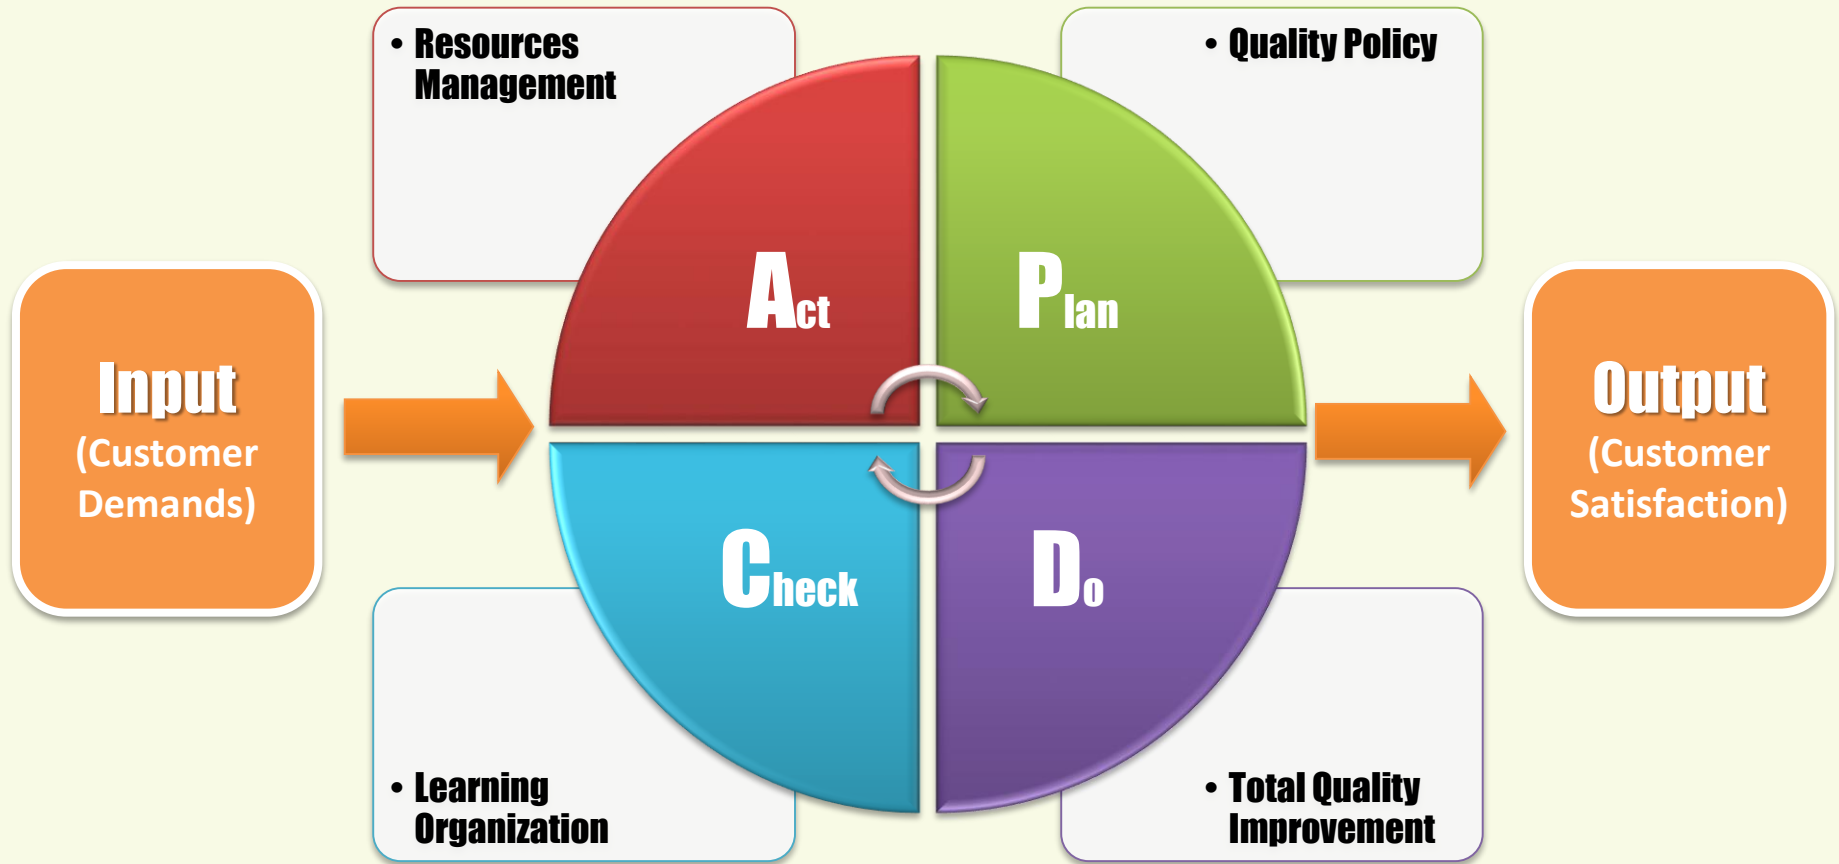 • Resources
Management
• Quality Policy
Act
Plan
Input
(Customer
Demands)
Output
(Customer
Satisfaction)
Check
Do
• Learning
Organization
• Total Quality
Improvement